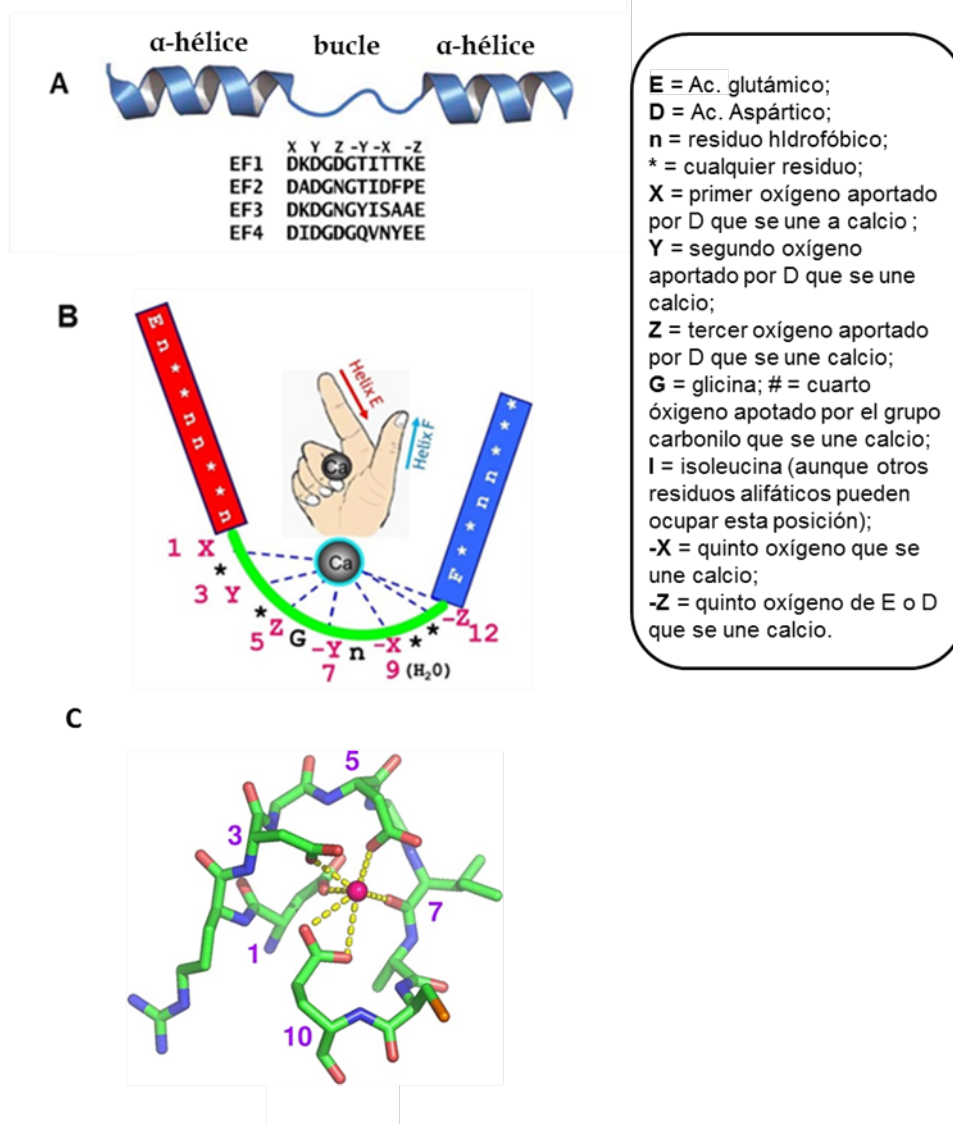 α-hélice bucle α-hélice
A
X Y Z -Y -X -Z
EF1 DKDGDGTITTKE
EF2 DADGNGTIDFPE
EF3 DKDGNGYISAAE
EF4 DIDGDGQVNYEE
E = Ac. glutámico;
D = Ac. Aspártico;
n = residuo hIdrofóbico;
* = cualquier residuo;
X = primer oxígeno aportado
por D que se une a calcio ;
Y = segundo oxígeno
aportado por D que se une
calcio;
Z = tercer oxígeno aportado
por D que se une calcio;
G = glicina; # = cuarto
óxigeno apotado por el grupo
carbonilo que se une calcio;
I = isoleucina (aunque otros
residuos alifáticos pueden
ocupar esta posición);
-X = quinto oxígeno que se
une calcio;
-Z = quinto oxígeno de E o D
que se une calcio.
B
E n * * n n * * n
Helix E
Helix F
Ca
E * * n n * * *
Ca
1 X
*
3 Y
*
5 Z
G
-Y
7
n
-X
9 (H₂0)
* *
-Z
12
C
5
3
7
1
10